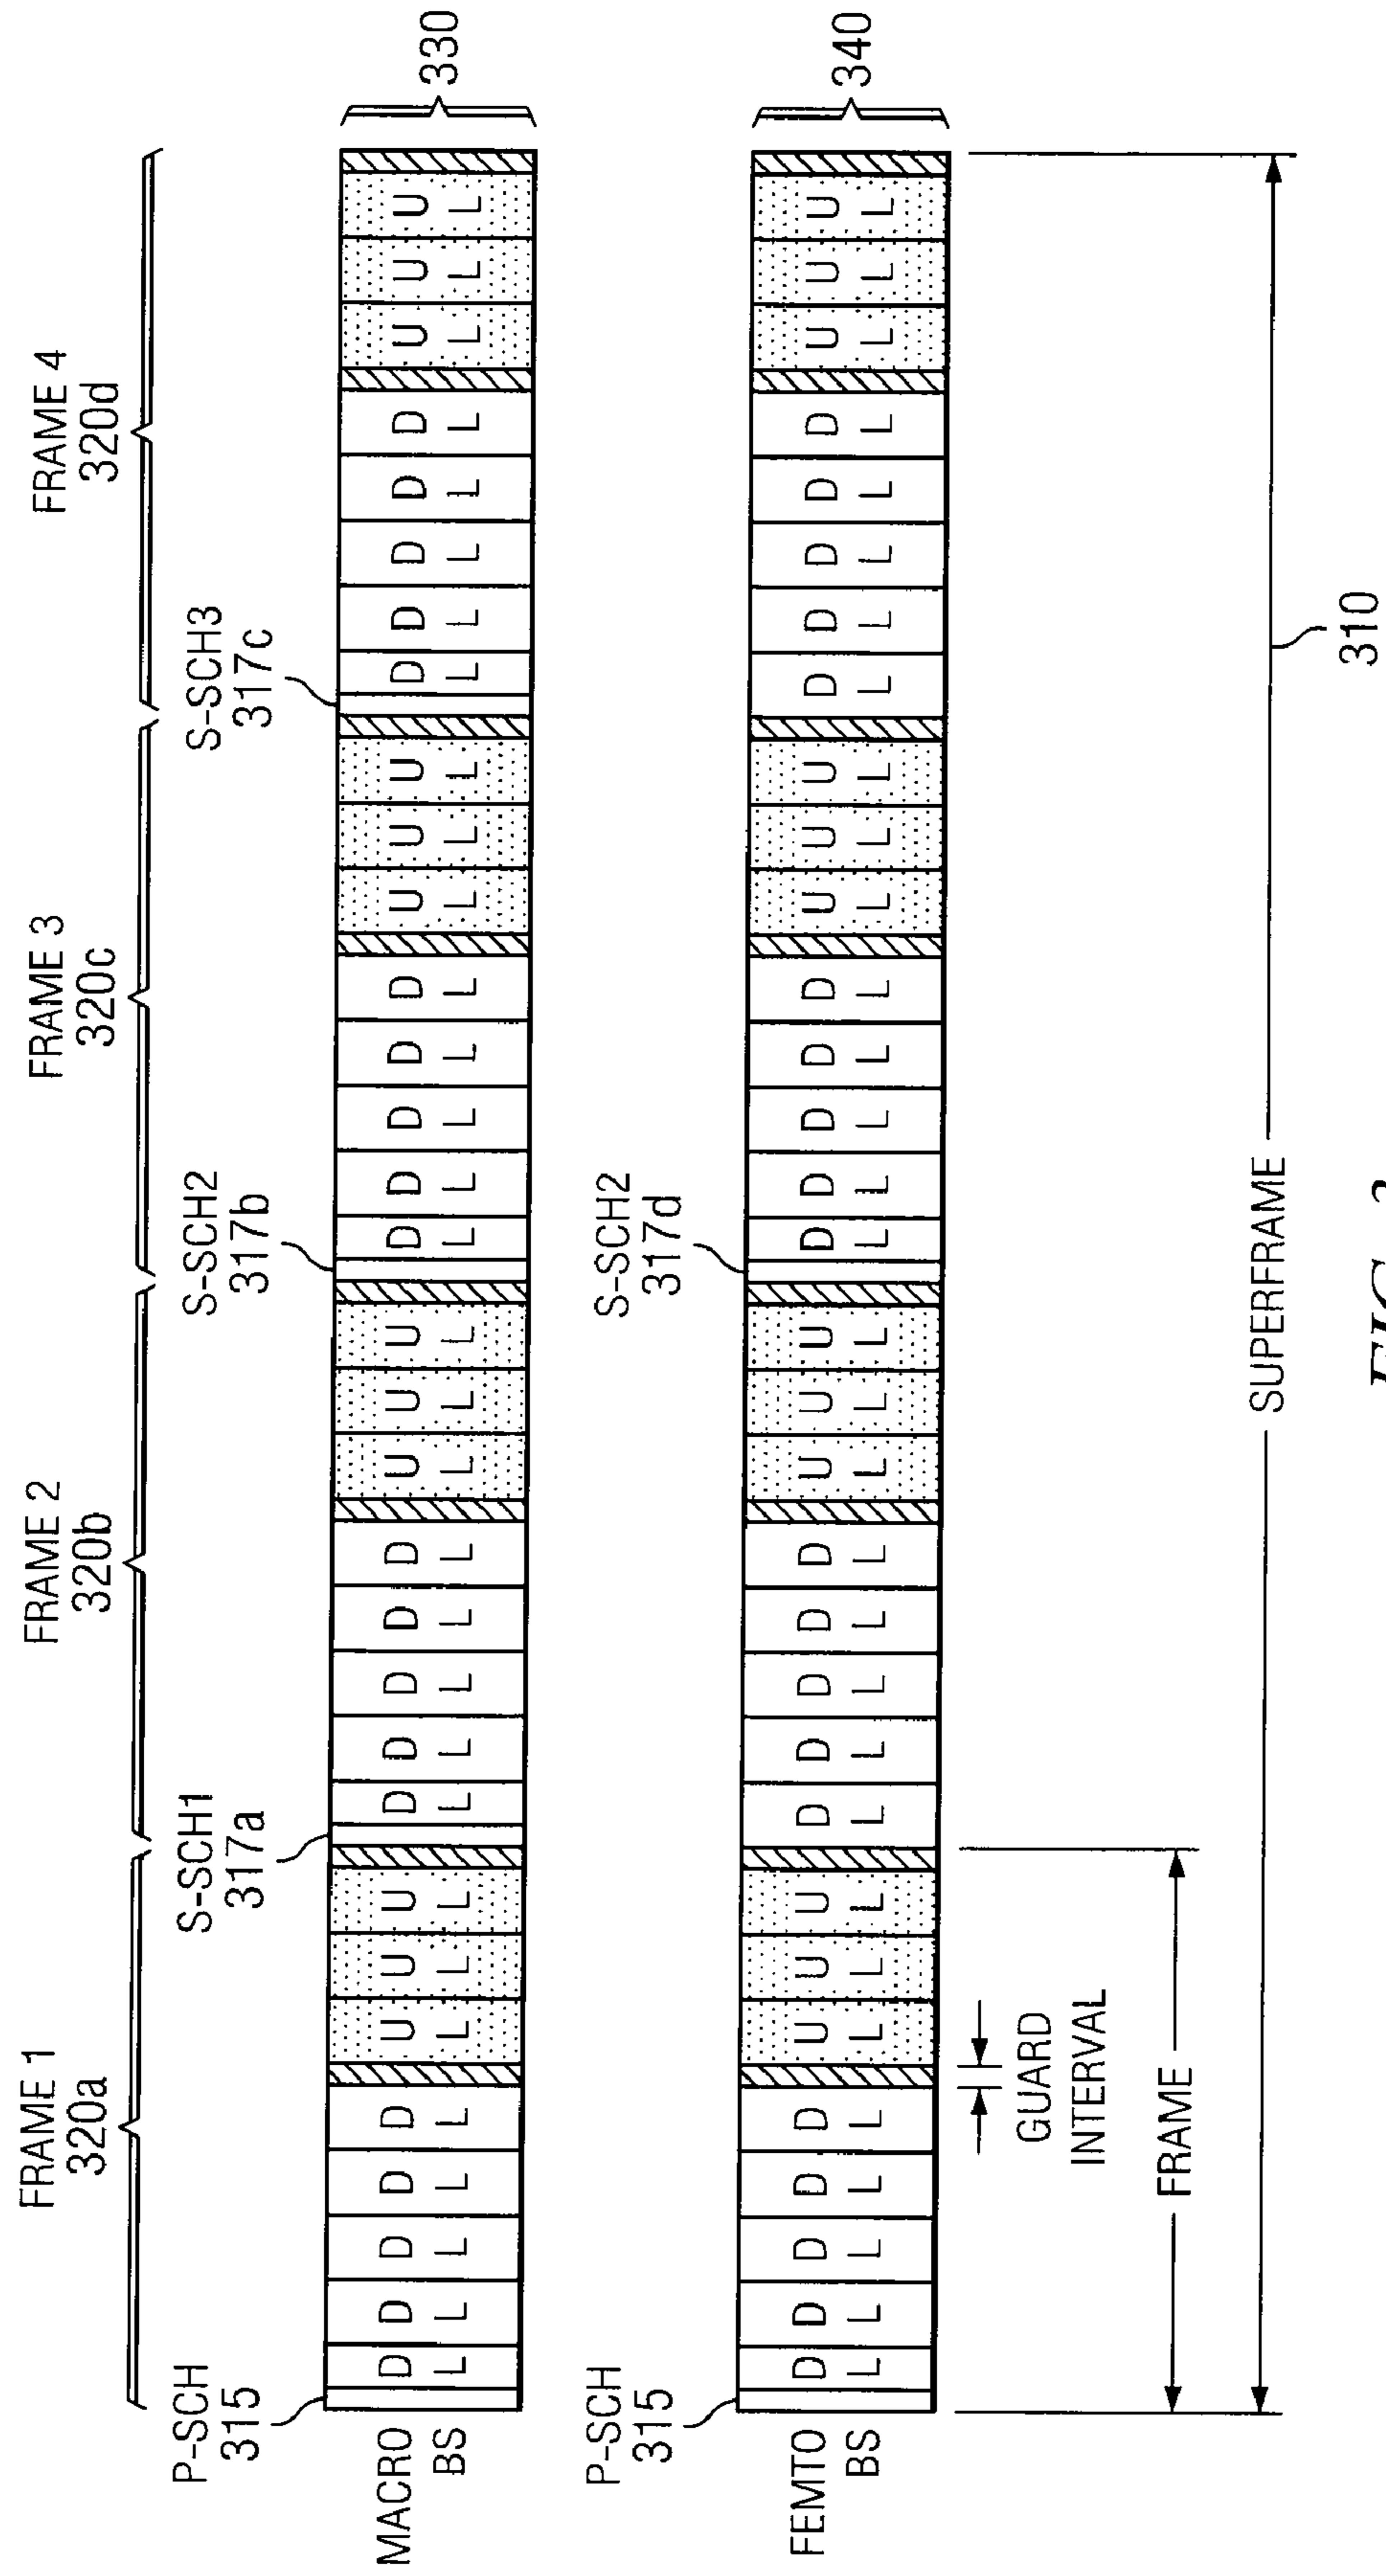 FRAME 1
320a
FRAME 2
320b
FRAME 3
320c
FRAME 4
320d
P-SCH
315
S-SCH1
317a
S-SCH2
317b
S-SCH3
317c
MACRO
BS
D L D L D L D L D L U L U L U L D L D L D L D L D L U L U L U L D L D L D L D L D L U L U L U L D L D L D L D L D L U L U L U L
330
P-SCH
315
S-SCH2
317d
FEMTO
BS
D L D L D L D L D L U L U L U L D L D L D L D L D L U L U L U L D L D L D L D L D L U L U L U L D L D L D L D L D L U L U L U L
340
GUARD
INTERVAL
FRAME
SUPERFRAME
310